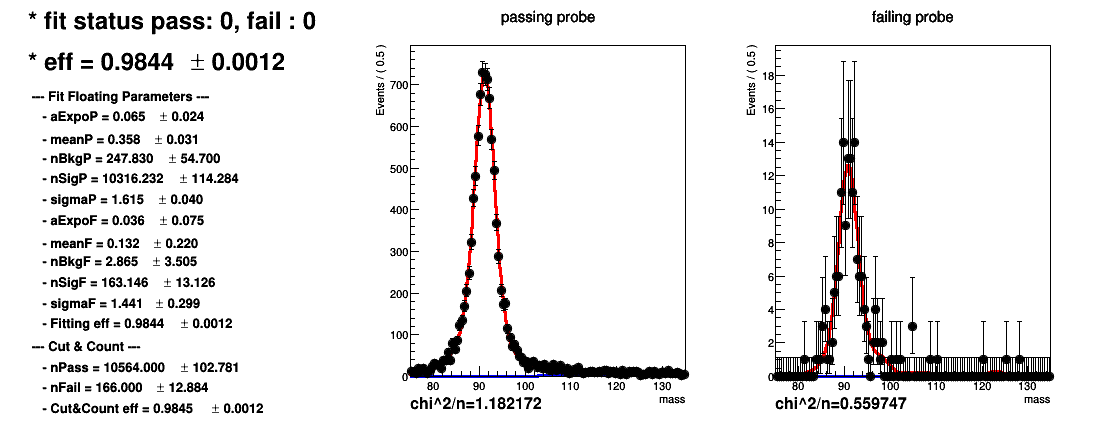 * fit status pass: 0, fail : 0
* eff = 0.9844 ± 0.0012
--- Fit Floating Parameters ---
- aExpoP = 0.065 ± 0.024
- meanP = 0.358 ± 0.031
- nBkgP = 247.830 ± 54.700
- nSigP = 10316.232 ± 114.284
- sigmaP = 1.615 ± 0.040
- aExpoF = 0.036 ± 0.075
- meanF = 0.132 ± 0.220
- nBkgF = 2.865 ± 3.505
- nSigF = 163.146 ± 13.126
- sigmaF = 1.441 ± 0.299
- Fitting eff = 0.9844 ± 0.0012
--- Cut & Count ---
- nPass = 10564.000 ± 102.781
- nFail = 166.000 ± 12.884
- Cut&Count eff = 0.9845 ± 0.0012
passing probe
Events / ( 0.5 )
700
600
500
400
300
200
100
0
80 90 100 110 120 130
mass
chi^2/n=1.182172
failing probe
Events / ( 0.5 )
18
16
14
12
10
8
6
4
2
0
80 90 100 110 120 130
mass
chi^2/n=0.559747